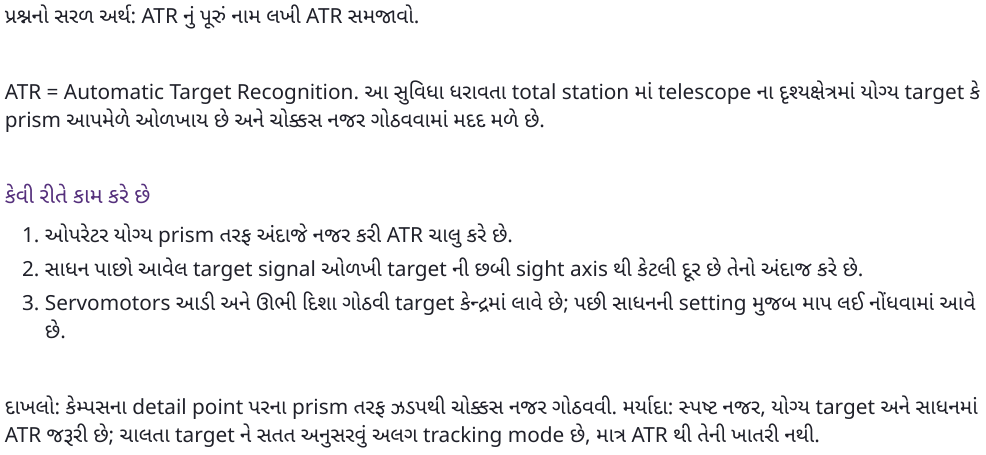 પ્રશ્નનો સરળ અર્થ: ATR નું પૂરું નામ લખી ATR સમજાવો.
ATR = Automatic Target Recognition. આ સુવિધા ધરાવતા total station માં telescope ના દૃશ્યક્ષેત્રમાં યોગ્ય target કે
prism આપમેળે ઓળખાય છે અને ચોક્કસ નજર ગોઠવવામાં મદદ મળે છે.
કેવી રીતે કામ કરે છે
1. ઓપરેટર યોગ્ય prism તરફ અંદાજે નજર કરી ATR ચાલુ કરે છે.
2. સાધન પાછો આવેલ target signal ઓળખી target ની છબી sight axis થી કેટલી દૂર છે તેનો અંદાજ કરે છે.
3. Servomotors આડી અને ઊભી દિશા ગોઠવી target કેન્દ્રમાં લાવે છે; પછી સાધનની setting મુજબ માપ લઈ નોંધવામાં આવે
છે.
દાખલો: કેમ્પસના detail point પરના prism તરફ ઝડપથી ચોક્કસ નજર ગોઠવવી. મર્યાદા: સ્પષ્ટ નજર, યોગ્ય target અને સાધનમાં
ATR જરૂરી છે; ચાલતા target ને સતત અનુસરવું અલગ tracking mode છે, માત્ર ATR થી તેની ખાતરી નથી.